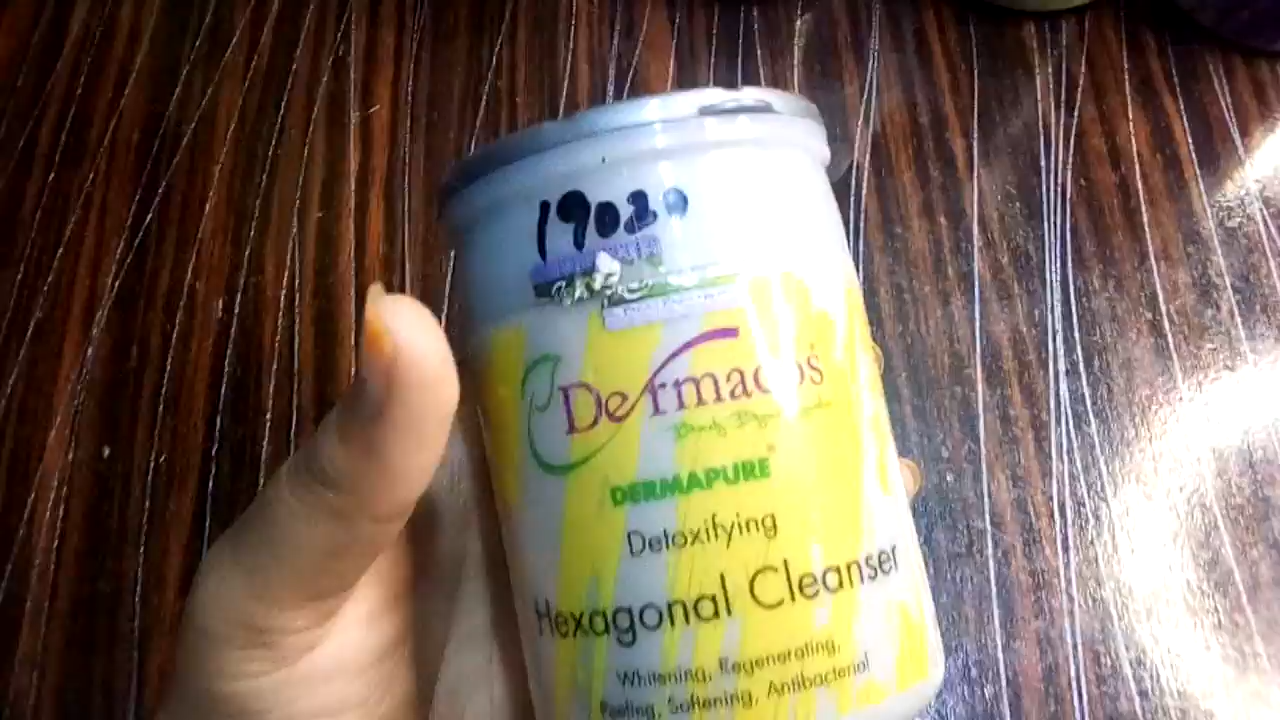 19020
Dermacos
DERMAPURE
Detoxifying
Hexagonal Cleanser
Whitening, Regenerating,
Peeling, Softening, Antibacterial